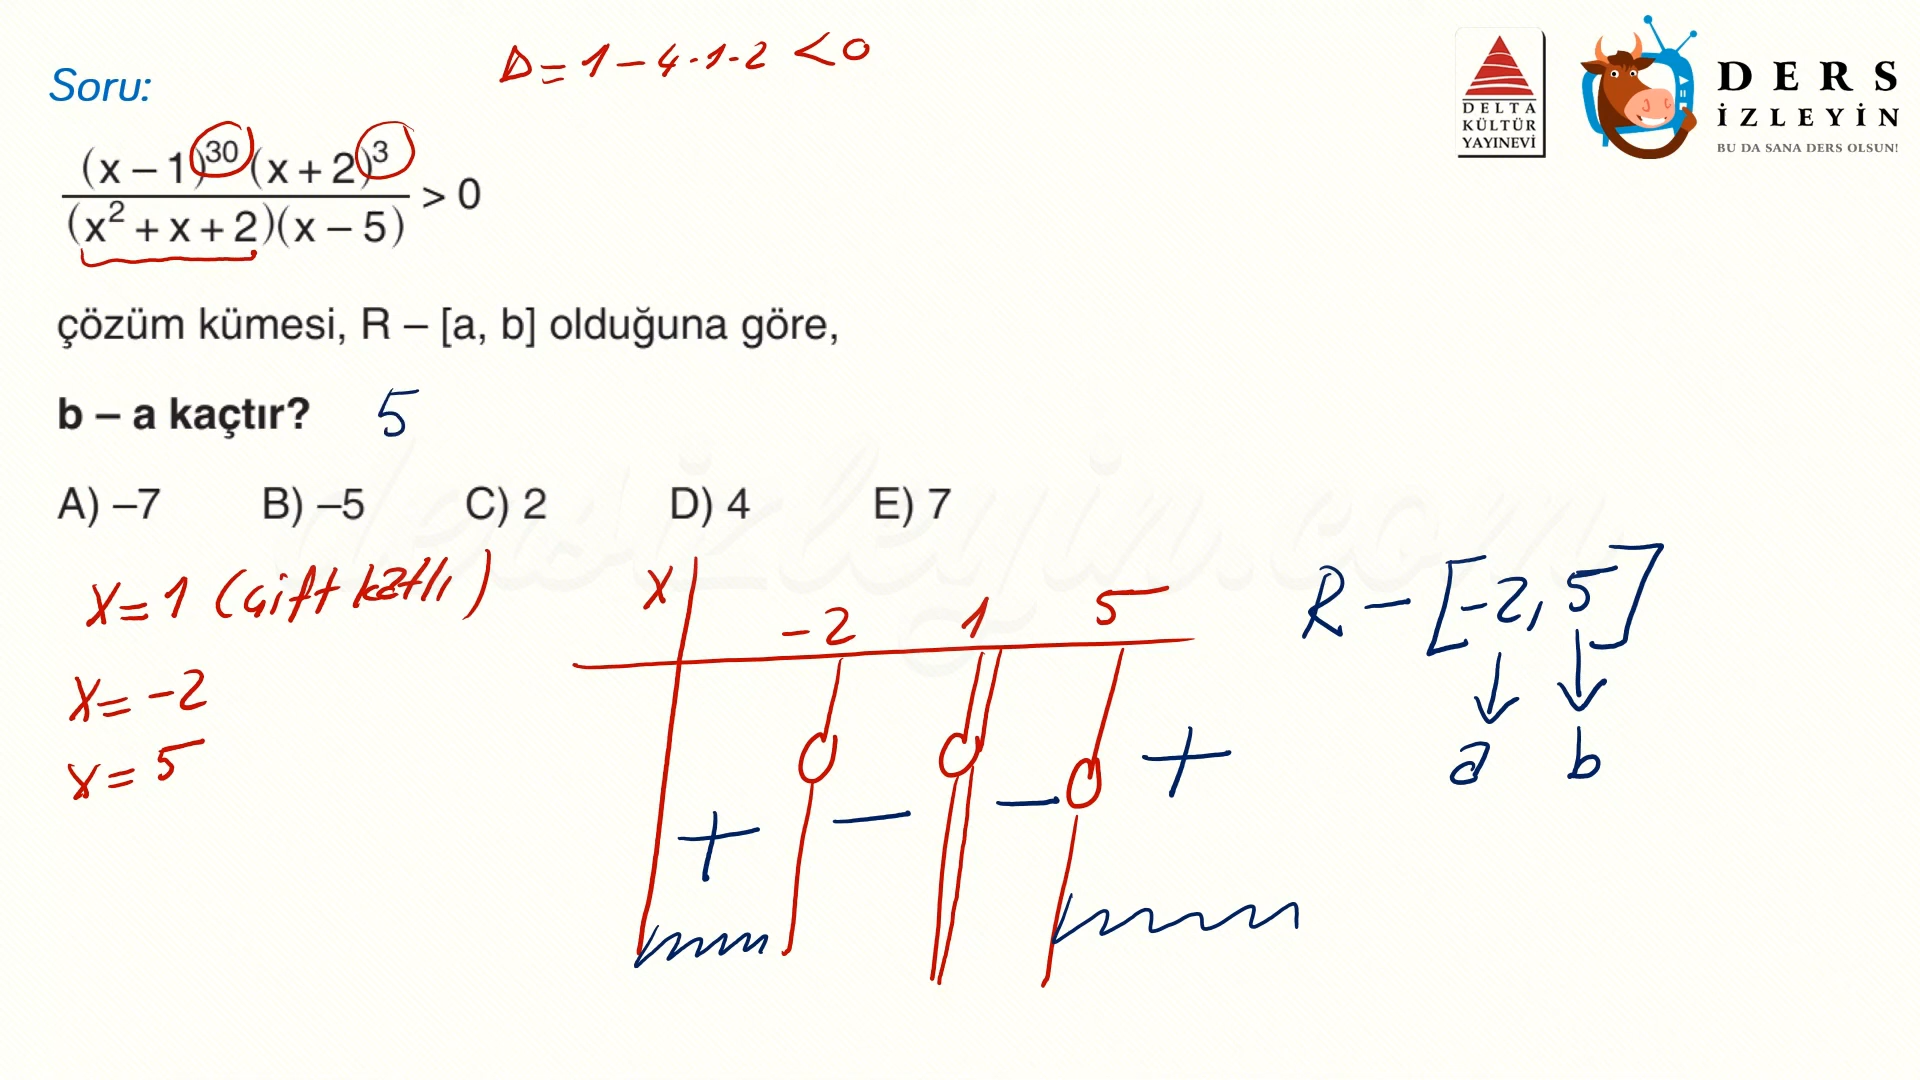 Soru:
Δ = 1 - 4·1·2 < 0
(x – 1)^30 (x + 2)^3 / (x^2 + x + 2)(x – 5) > 0
çözüm kümesi, R – [a, b] olduğuna göre,
b – a kaçtır? 5
A) –7 B) –5 C) 2 D) 4 E) 7
x = 1 (çift katlı)
x = -2
x = 5
x -2 1 5
+ - - +
R - [-2, 5]
a b
DELTA
KÜLTÜR
YAYINEVİ
DERS
İZLEYİN
BU DA SANA DERS OLSUN!
dersizleyin.com